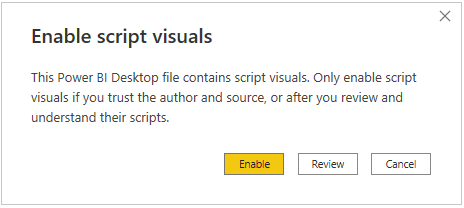 Enable script visuals
This Power BI Desktop file contains script visuals. Only enable script
visuals if you trust the author and source, or after you review and
understand their scripts.
Enable Review Cancel